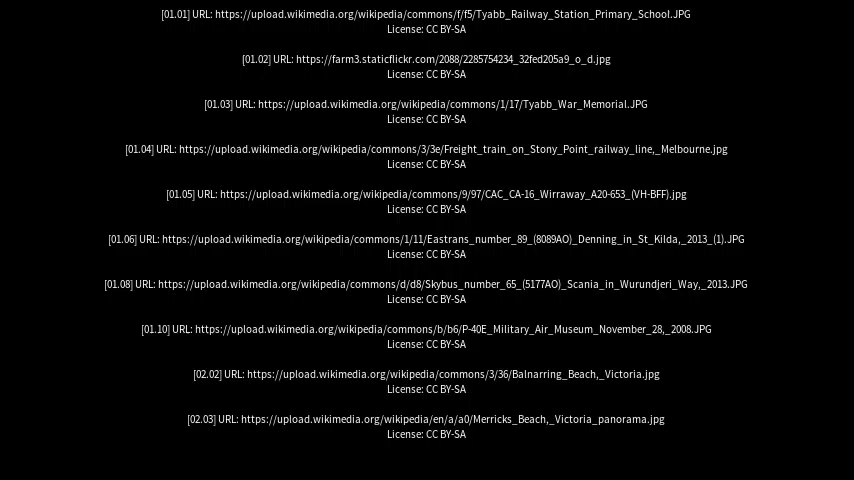 [01.01] URL: https://upload.wikimedia.org/wikipedia/commons/f/f5/Tyabb_Railway_Station_Primary_School.JPG
License: CC BY-SA
[01.02] URL: https://farm3.staticflickr.com/2088/2285754234_32fed205a9_o_d.jpg
License: CC BY-SA
[01.03] URL: https://upload.wikimedia.org/wikipedia/commons/1/17/Tyabb_War_Memorial.JPG
License: CC BY-SA
[01.04] URL: https://upload.wikimedia.org/wikipedia/commons/3/3e/Freight_train_on_Stony_Point_railway_line,_Melbourne.jpg
License: CC BY-SA
[01.05] URL: https://upload.wikimedia.org/wikipedia/commons/9/97/CAC_CA-16_Wirraway_A20-653_(VH-BFF).jpg
License: CC BY-SA
[01.06] URL: https://upload.wikimedia.org/wikipedia/commons/1/11/Eastrans_number_89_(8089AO)_Denning_in_St_Kilda,_2013_(1).JPG
License: CC BY-SA
[01.08] URL: https://upload.wikimedia.org/wikipedia/commons/d/d8/Skybus_number_65_(5177AO)_Scania_in_Wurundjeri_Way,_2013.JPG
License: CC BY-SA
[01.10] URL: https://upload.wikimedia.org/wikipedia/commons/b/b6/P-40E_Military_Air_Museum_November_28,_2008.JPG
License: CC BY-SA
[02.02] URL: https://upload.wikimedia.org/wikipedia/commons/3/36/Balnarring_Beach,_Victoria.jpg
License: CC BY-SA
[02.03] URL: https://upload.wikimedia.org/wikipedia/en/a/a0/Merricks_Beach,_Victoria_panorama.jpg
License: CC BY-SA